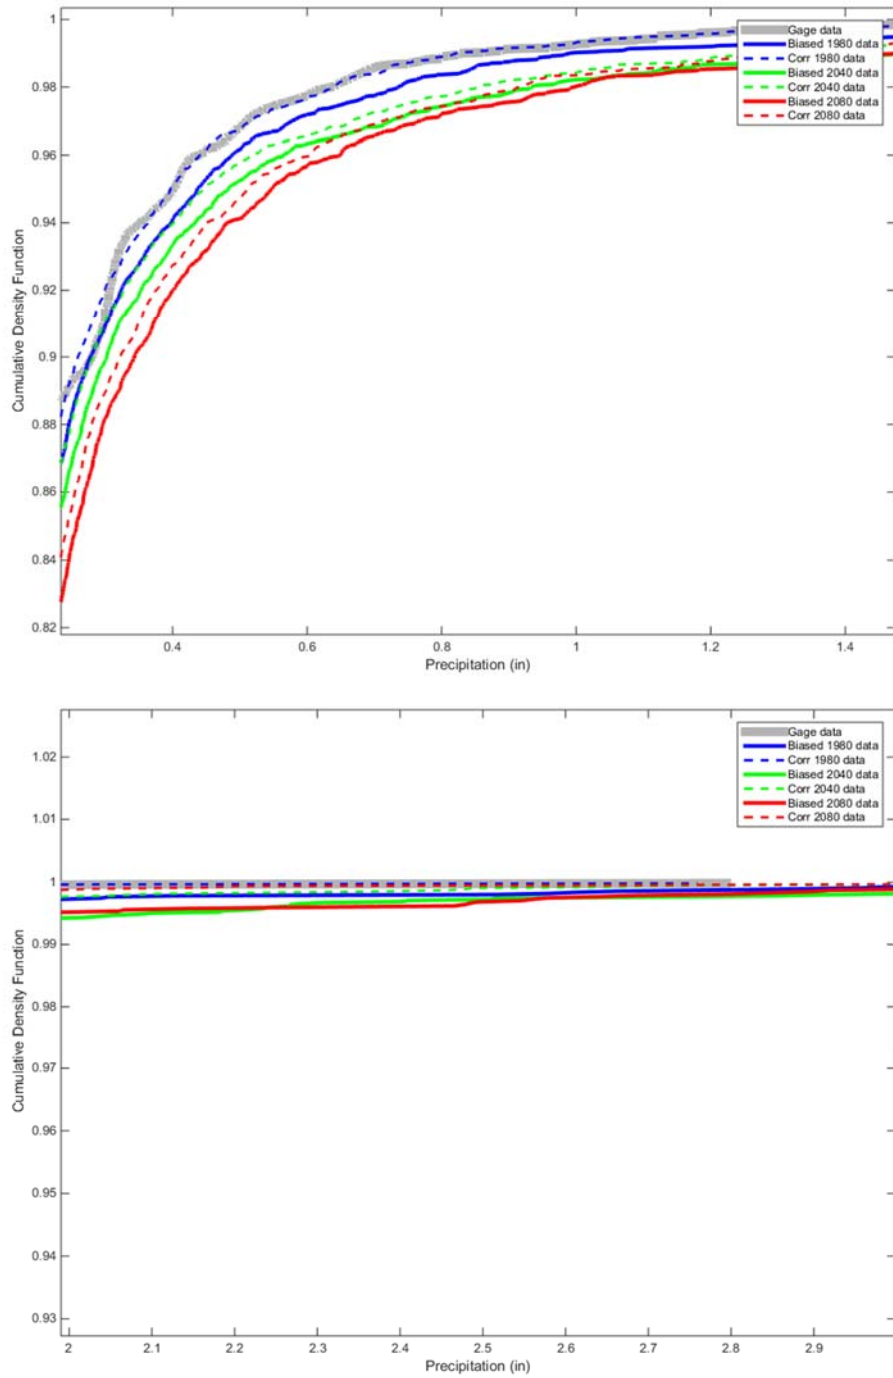 1
0.98
0.96
0.94
0.92
0.9
0.88
0.86
0.84
0.82
Cumulative Density Function
Gage data
Biased 1980 data
Corr 1980 data
Biased 2040 data
Corr 2040 data
Biased 2080 data
Corr 2080 data
0.4
0.6
0.8
1
1.2
1.4
Precipitation (in)
1.02
1.01
1
0.99
0.98
0.97
0.96
0.95
0.94
0.93
Cumulative Density Function
Gage data
Biased 1980 data
Corr 1980 data
Biased 2040 data
Corr 2040 data
Biased 2080 data
Corr 2080 data
2
2.1
2.2
2.3
2.4
2.5
2.6
2.7
2.8
2.9
Precipitation (in)